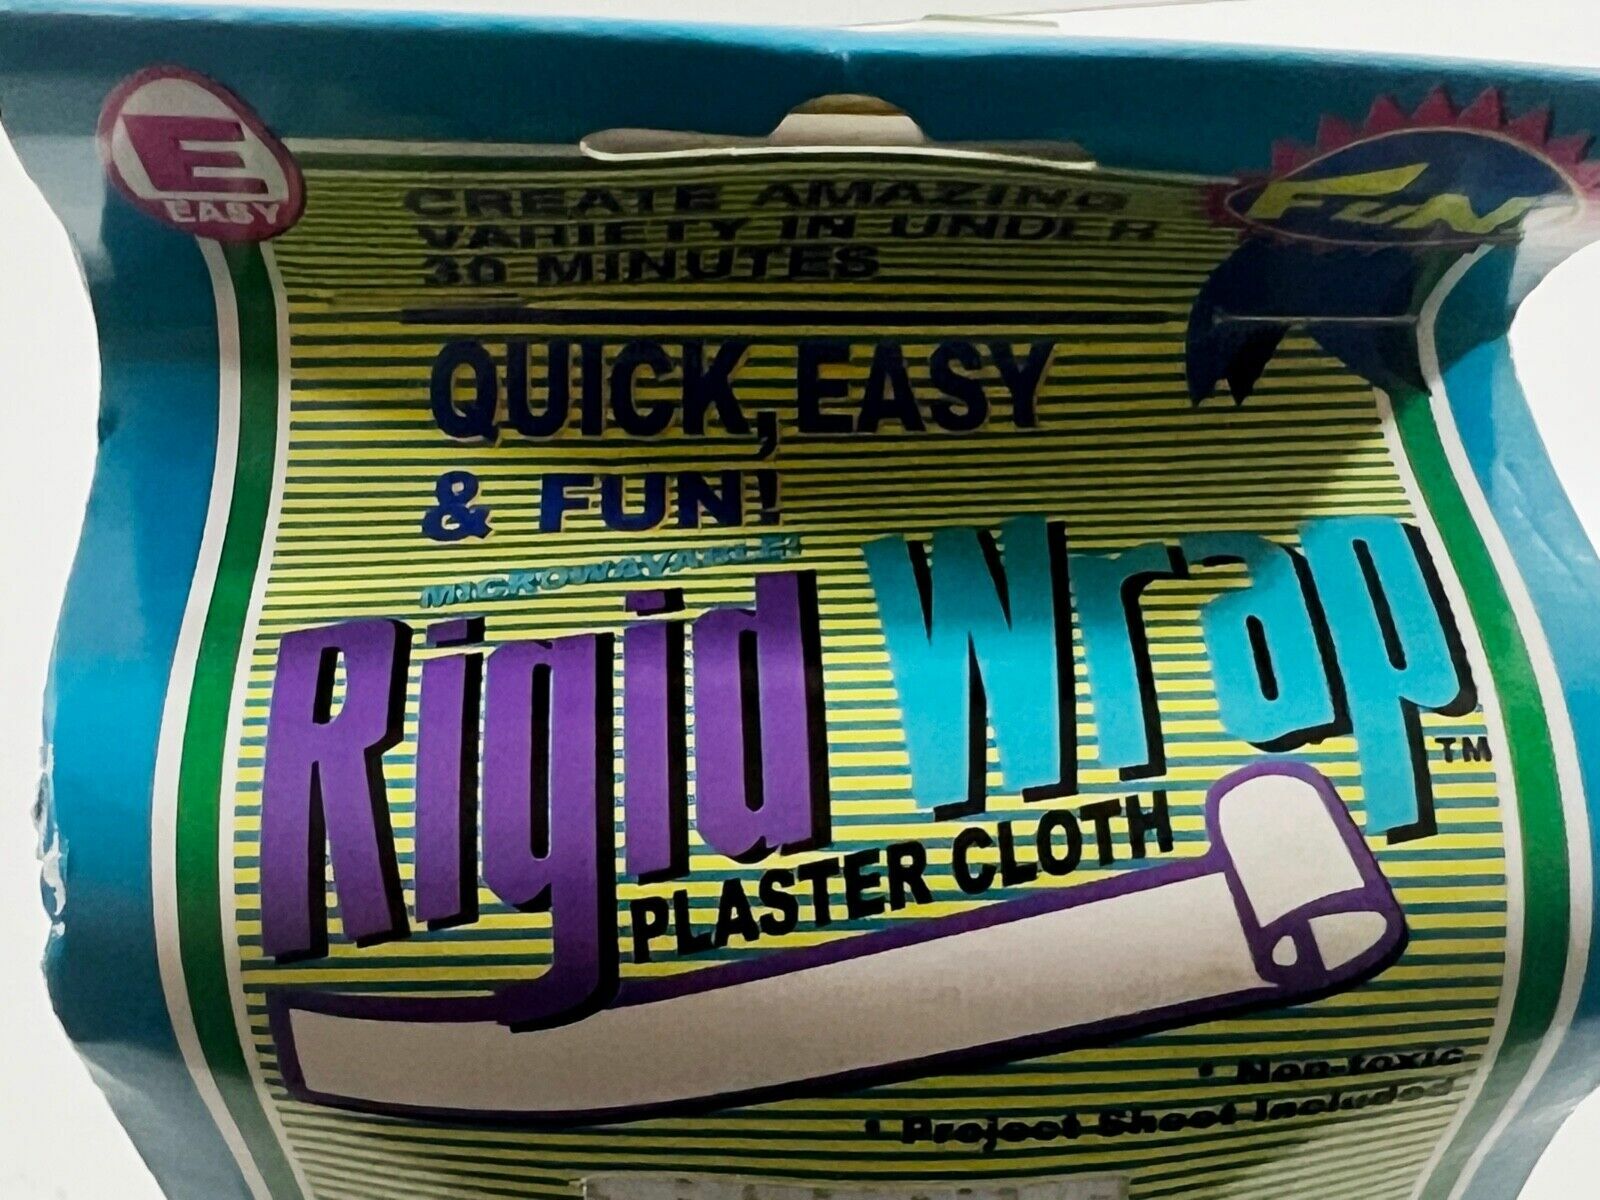 E
EASY
FUN
CREATE AMAZING
VARIETY IN UNDER
30 MINUTES
QUICK, EASY
& FUN!
MICROWAVABLE!
Rigid Wrap
TM
PLASTER CLOTH
• Non-toxic
• Project Sheet Included